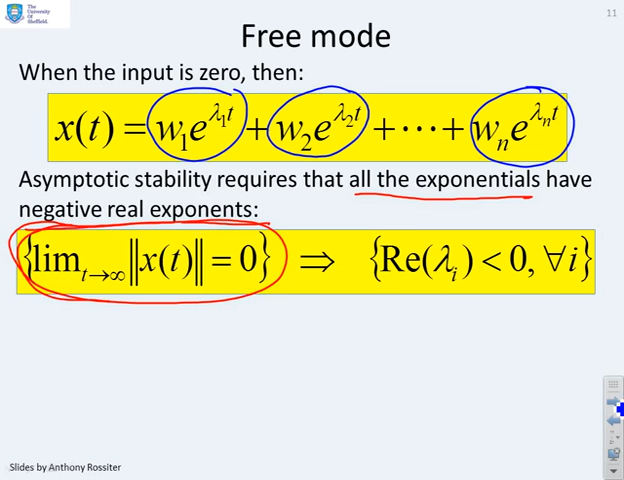 The
University
Of
Sheffield.
11
Free mode
When the input is zero, then:
x(t) = w₁e^{λ₁t} + w₂e^{λ₂t} + ⋯ + wₙe^{λₙt}
Asymptotic stability requires that all the exponentials have
negative real exponents:
{lim_{t→∞} ‖x(t)‖ = 0} ⇒ {Re(λᵢ) < 0, ∀i}
Slides by Anthony Rossiter